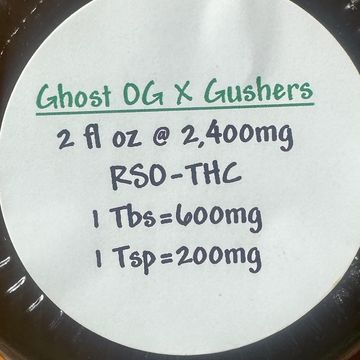 Ghost OG X Gushers
2 fl oz @ 2,400mg
RSO-THC
1 Tbs=600mg
1 Tsp=200mg